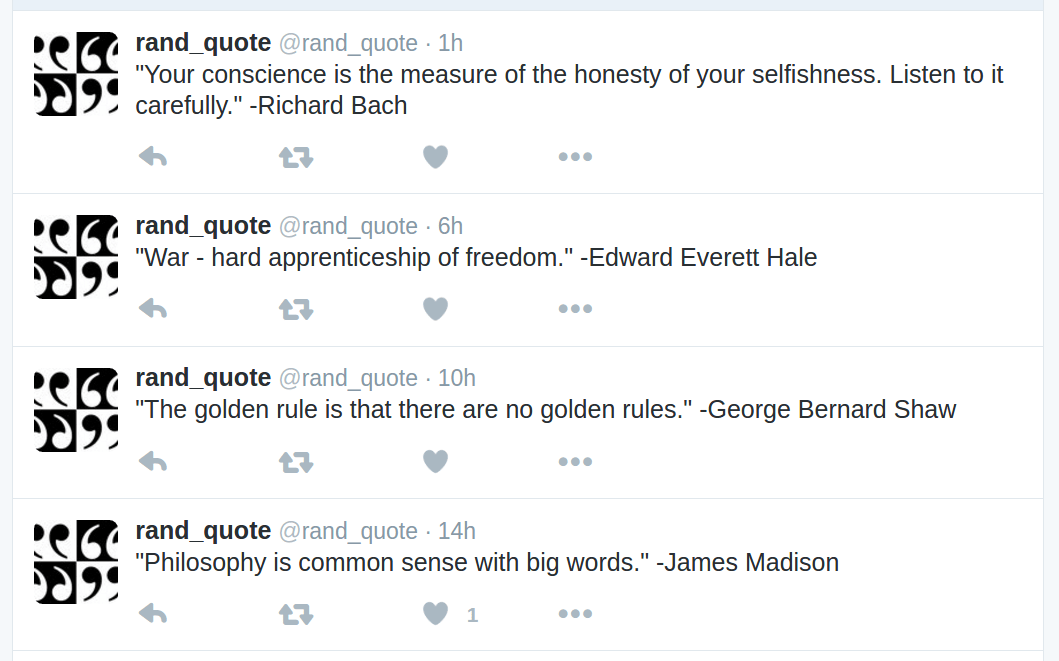 rand_quote @rand_quote · 1h
"Your conscience is the measure of the honesty of your selfishness. Listen to it
carefully." -Richard Bach
rand_quote @rand_quote · 6h
"War - hard apprenticeship of freedom." -Edward Everett Hale
rand_quote @rand_quote · 10h
"The golden rule is that there are no golden rules." -George Bernard Shaw
rand_quote @rand_quote · 14h
"Philosophy is common sense with big words." -James Madison
1